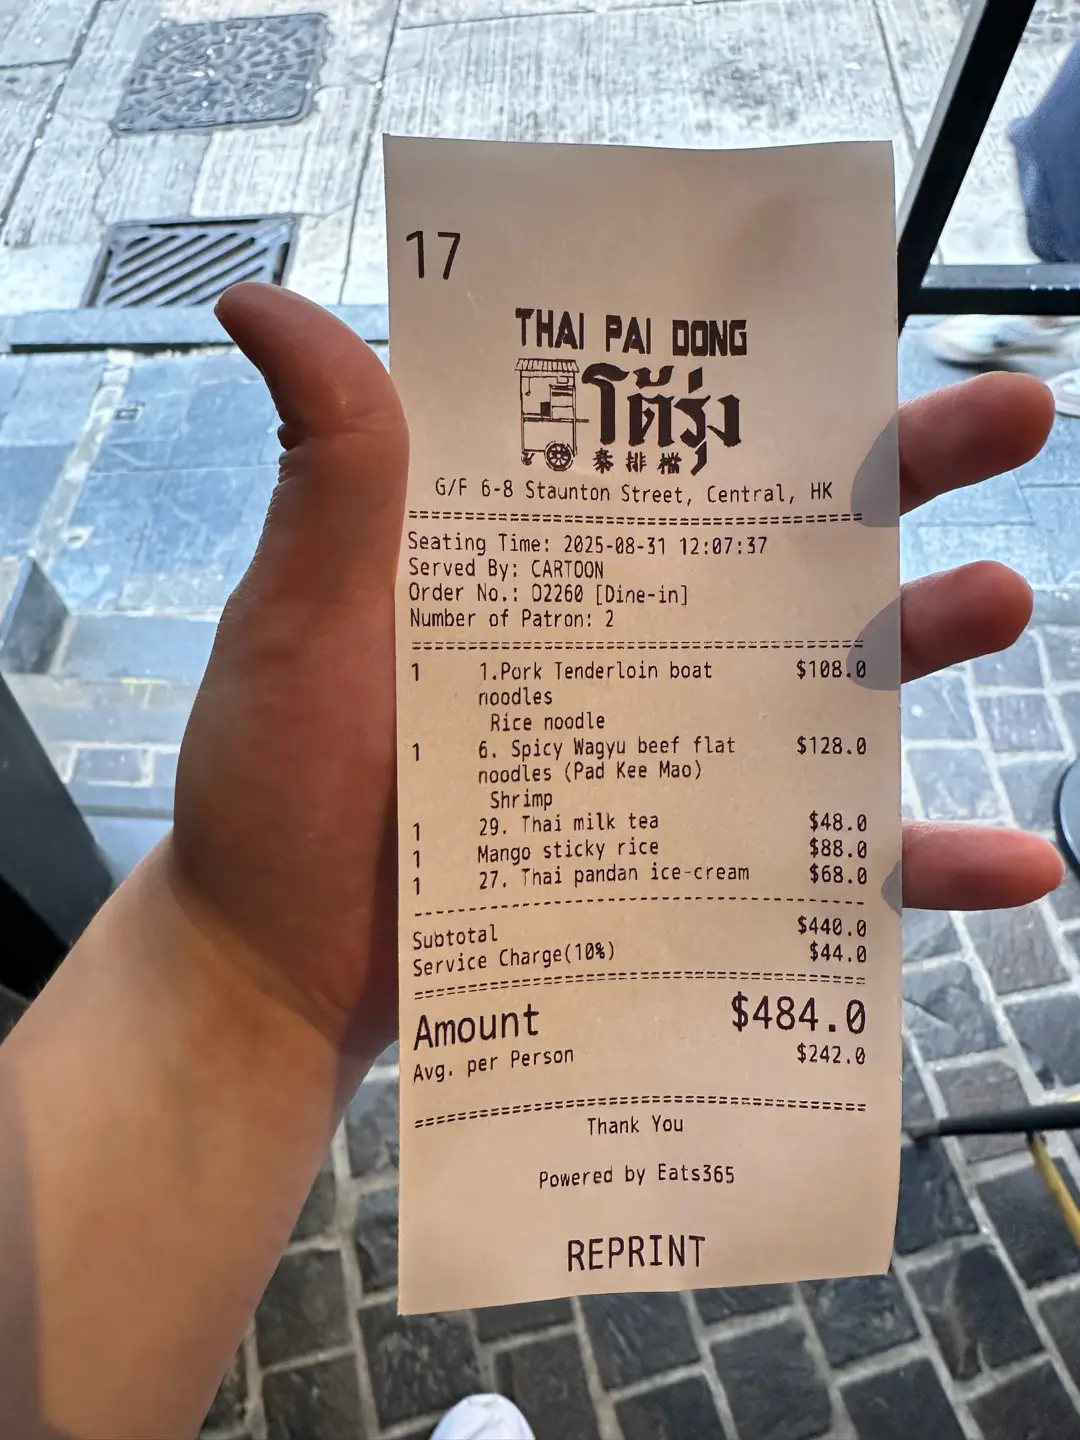 17
THAI PAI DONG
โต้รุ่ง
泰排檔
G/F 6-8 Staunton Street, Central, HK
Seating Time: 2025-08-31 12:07:37
Served By: CARTOON
Order No.: D2260 [Dine-in]
Number of Patron: 2
1 1.Pork Tenderloin boat $108.0
noodles
Rice noodle
1 6. Spicy Wagyu beef flat $128.0
noodles (Pad Kee Mao)
Shrimp
1 29. Thai milk tea $48.0
1 Mango sticky rice $88.0
1 27. Thai pandan ice-cream $68.0
Subtotal $440.0
Service Charge(10%) $44.0
Amount $484.0
Avg. per Person $242.0
Thank You
Powered by Eats365
REPRINT